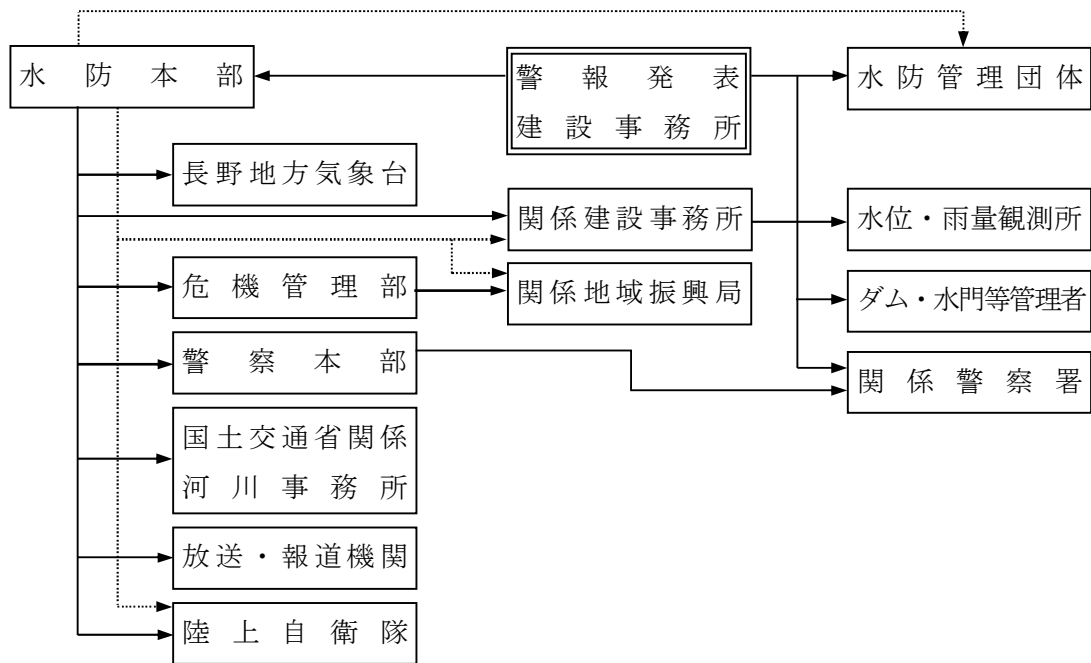 水防本部
警報発表
建設事務所
水防管理団体
長野地方気象台
関係建設事務所
水位・雨量観測所
危機管理部
関係地域振興局
ダム・水門等管理者
警察本部
関係警察署
国土交通省関係
河川事務所
放送・報道機関
陸上自衛隊